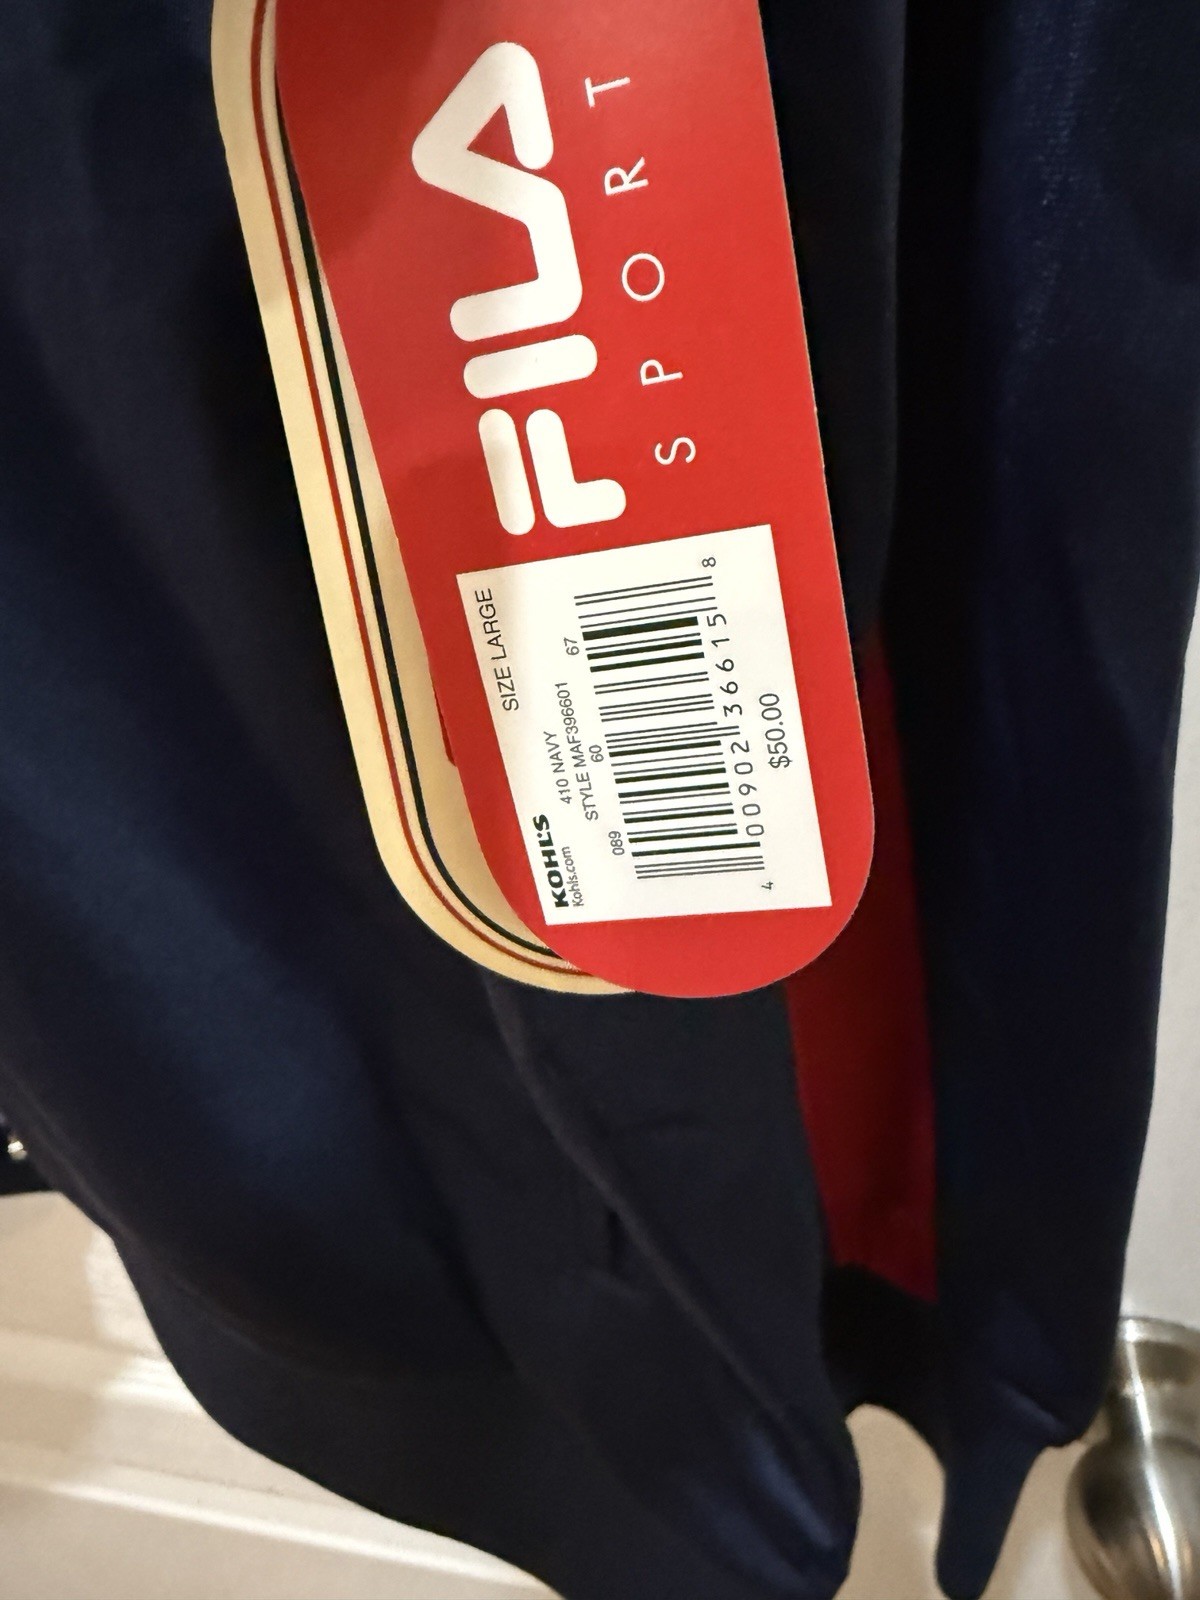 FILA
SPORT
SIZE LARGE
KOHL'S
Kohls.com
410 NAVY
STYLE MAF396601
089 60 67
4 00902 36615 8
$50.00